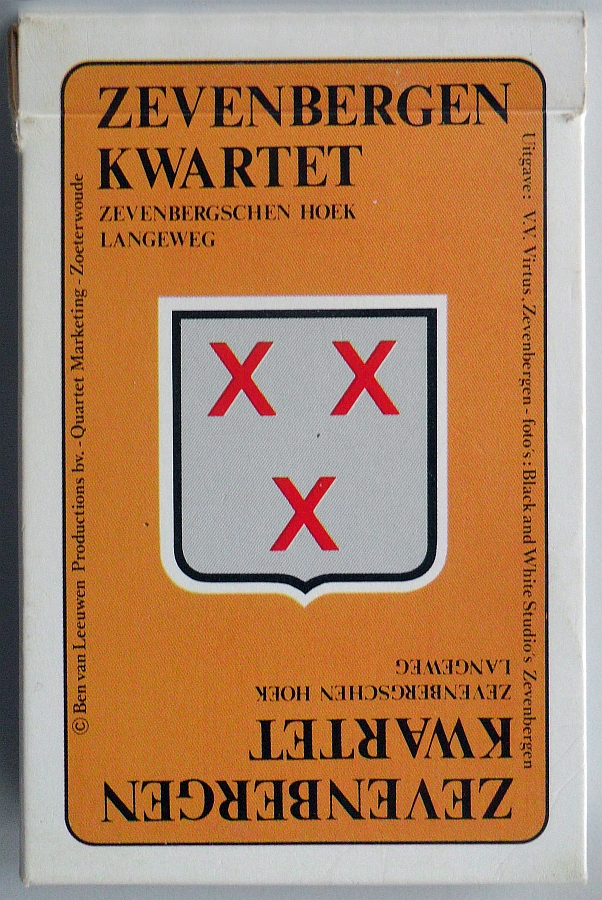 ZEVENBERGEN
KWARTET
ZEVENBERGSCHEN HOEK
LANGEWEG
© Ben van Leeuwen Productions bv. - Quartet Marketing - Zoeterwoude
Uitgave: V.V. Virtus, Zevenbergen - foto's: Black and White Studio's Zevenbergen
X X
X
ZEVENBERGEN
KWARTET
ZEVENBERGSCHEN HOEK
LANGEWEG